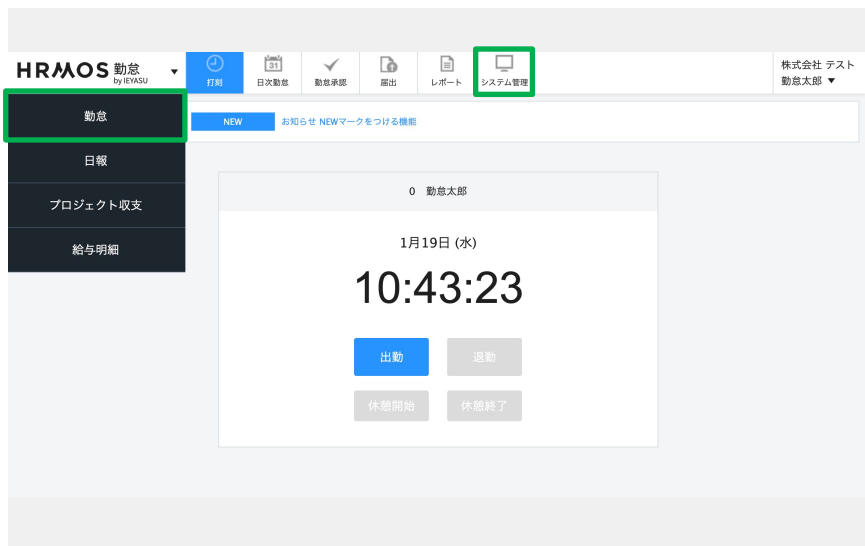 HRMOS 勤怠 ▼
by IEYASU
打刻
31
日次勤怠
勤怠承認
届出
レポート
システム管理
株式会社 テスト
勤怠太郎 ▼
勤怠
日報
プロジェクト収支
給与明細
NEW お知らせ NEWマークをつける機能
0 勤怠太郎
1月19日 (水)
10:43:23
出勤 退勤
休憩開始 休憩終了